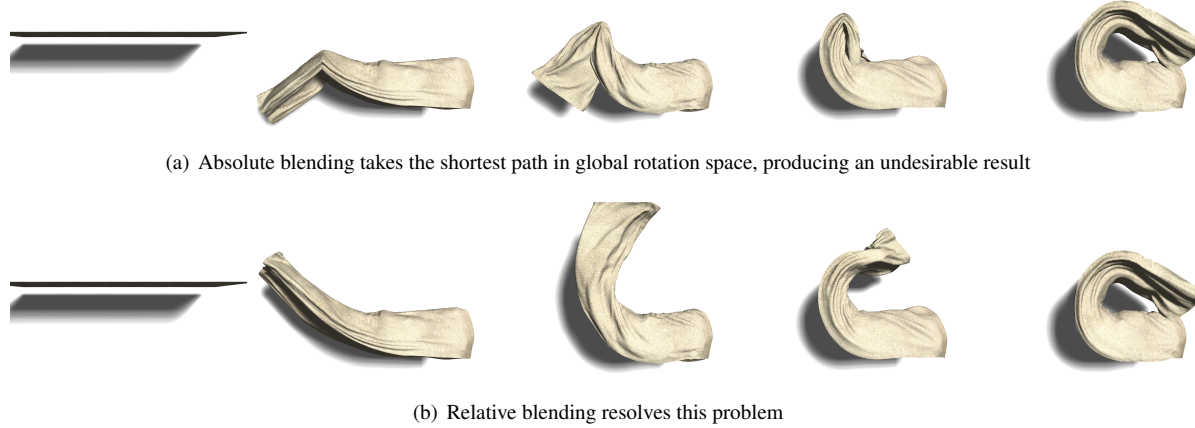 (a) Absolute blending takes the shortest path in global rotation space, producing an undesirable result
(b) Relative blending resolves this problem